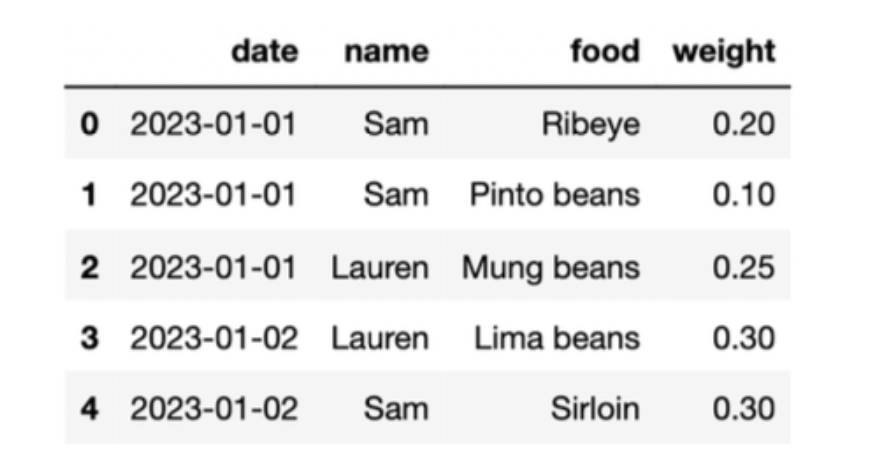 date name food weight
0 2023-01-01 Sam Ribeye 0.20
1 2023-01-01 Sam Pinto beans 0.10
2 2023-01-01 Lauren Mung beans 0.25
3 2023-01-02 Lauren Lima beans 0.30
4 2023-01-02 Sam Sirloin 0.30